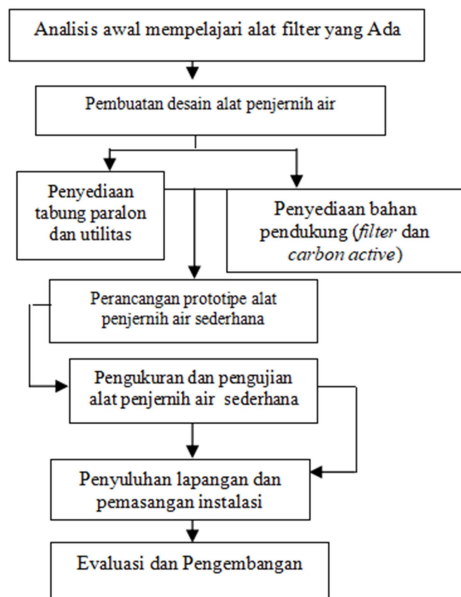 Analisis awal mempelajari alat filter yang Ada
Pembuatan desain alat penjernih air
Penyediaan
tabung paralon
dan utilitas
Penyediaan bahan
pendukung (filter dan
carbon active)
Perancangan prototipe alat
penjernih air sederhana
Pengukuran dan pengujian
alat penjernih air sederhana
Penyuluhan lapangan dan
pemasangan instalasi
Evaluasi dan Pengembangan